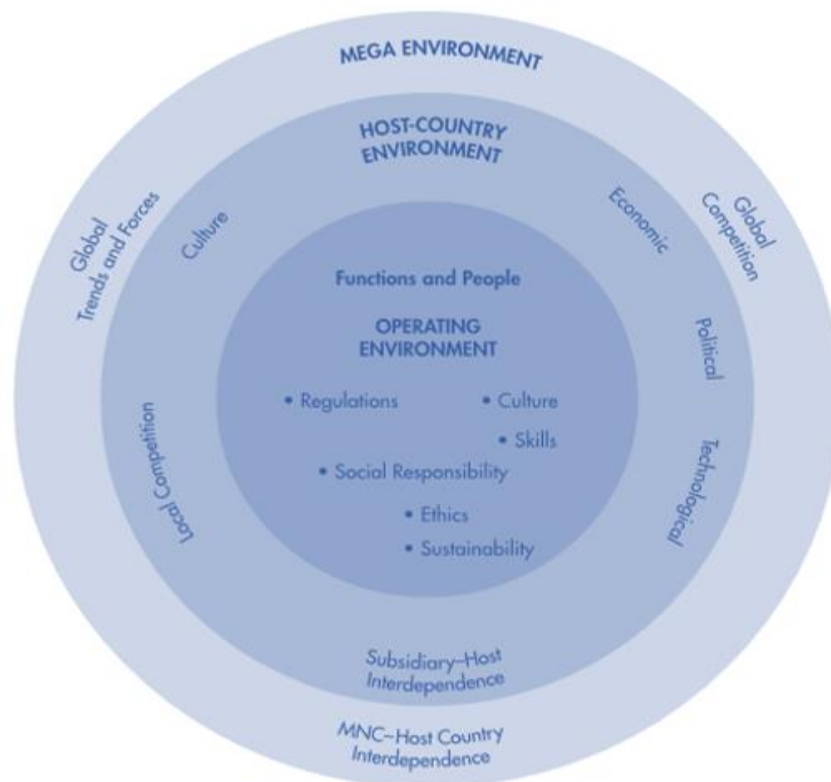 MEGA ENVIRONMENT
HOST-COUNTRY
ENVIRONMENT
Global
Trends and Forces
Culture
Economic
Global
Competition
Functions and People
OPERATING
ENVIRONMENT
Political
• Regulations
• Culture
• Skills
Local Competition
Technological
• Social Responsibility
• Ethics
• Sustainability
Subsidiary–Host
Interdependence
MNC–Host Country
Interdependence